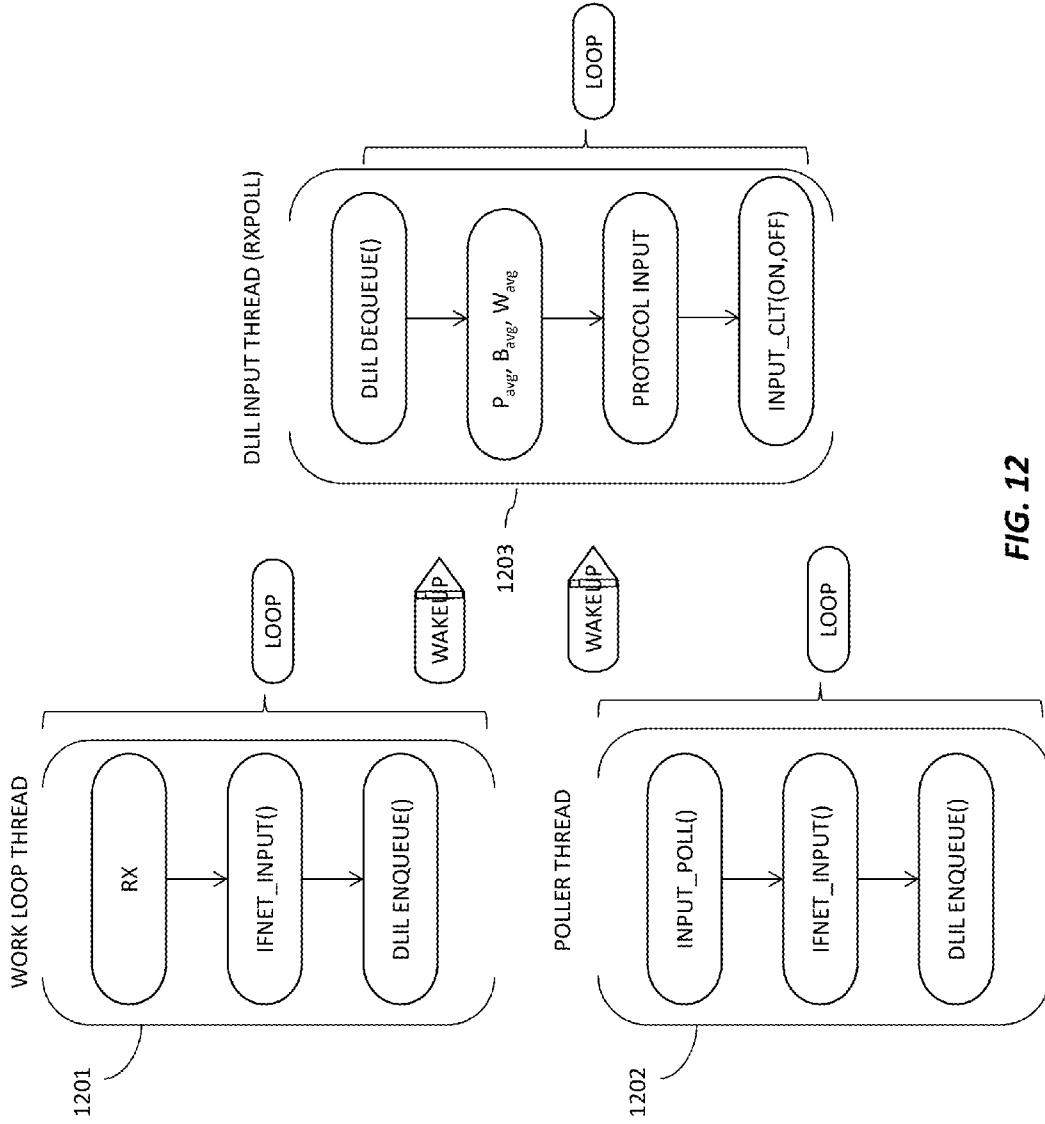 WORK LOOP THREAD
1201
RX
IFNET_INPUT()
DLIL ENQUEUE()
LOOP
WAKEUP
POLLER THREAD
1202
INPUT_POLL()
IFNET_INPUT()
DLIL ENQUEUE()
LOOP
WAKEUP
DLIL INPUT THREAD (RXPOLL)
1203
DLIL DEQUEUE()
Pavg, Bavg, Wavg
PROTOCOL INPUT
INPUT_CLT(ON,OFF)
LOOP
FIG. 12